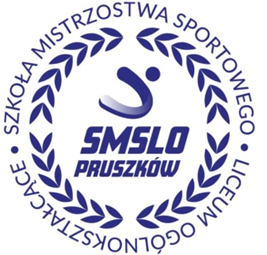 SZKOŁA MISTRZOSTWA SPORTOWEGO • LICEUM OGÓLNOKSZTAŁCĄCE •
SMSLO
PRUSZKÓW